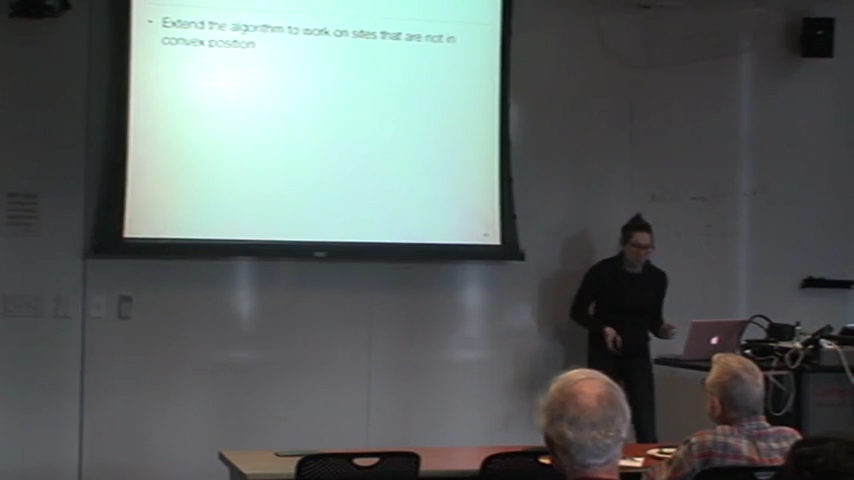 - Extend the algorithm to work on sites that are not in
convex position